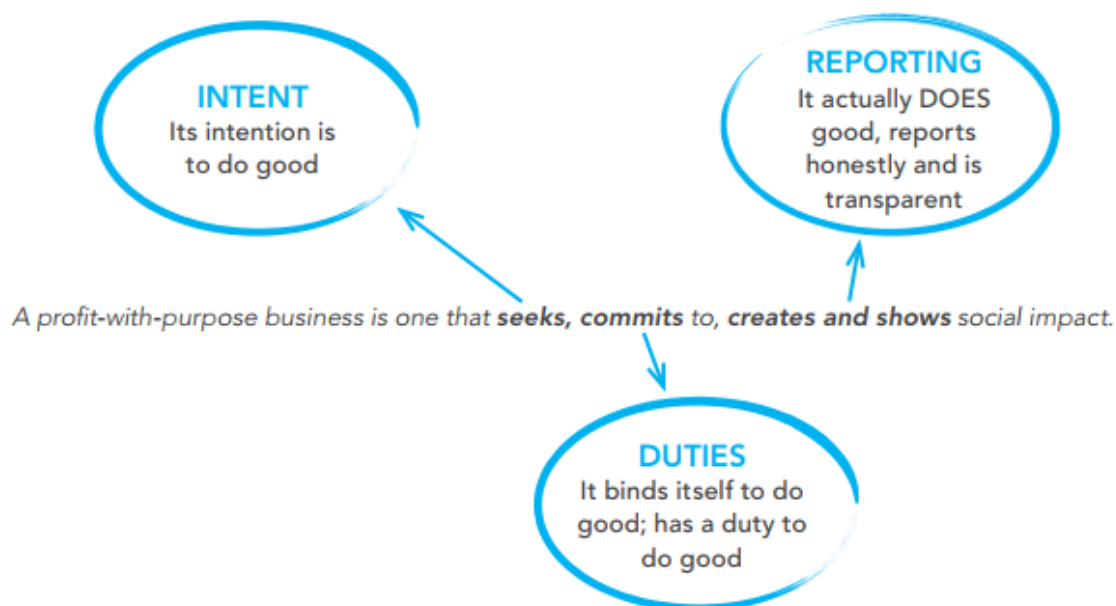 INTENT
Its intention is
to do good
REPORTING
It actually DOES
good, reports
honestly and is
transparent
A profit-with-purpose business is one that seeks, commits to, creates and shows social impact.
DUTIES
It binds itself to do
good; has a duty to
do good